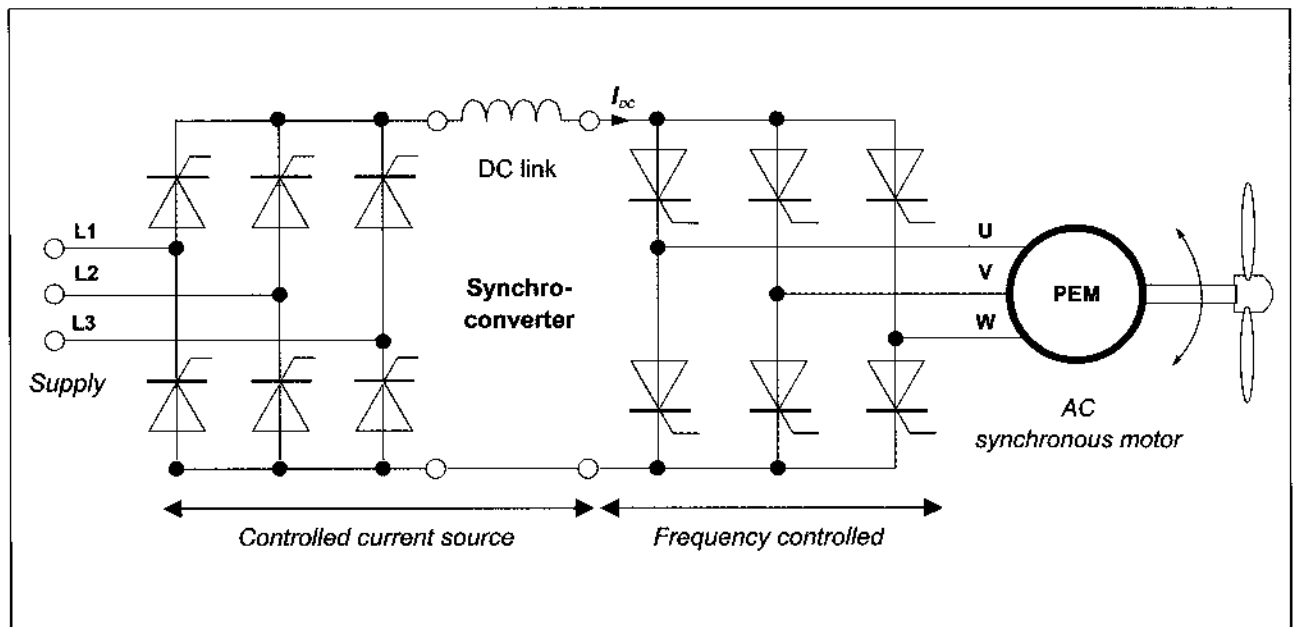 I_DC
DC link
L1
L2
L3
Supply
Synchro-
converter
U
V
W
PEM
AC
synchronous motor
Controlled current source
Frequency controlled